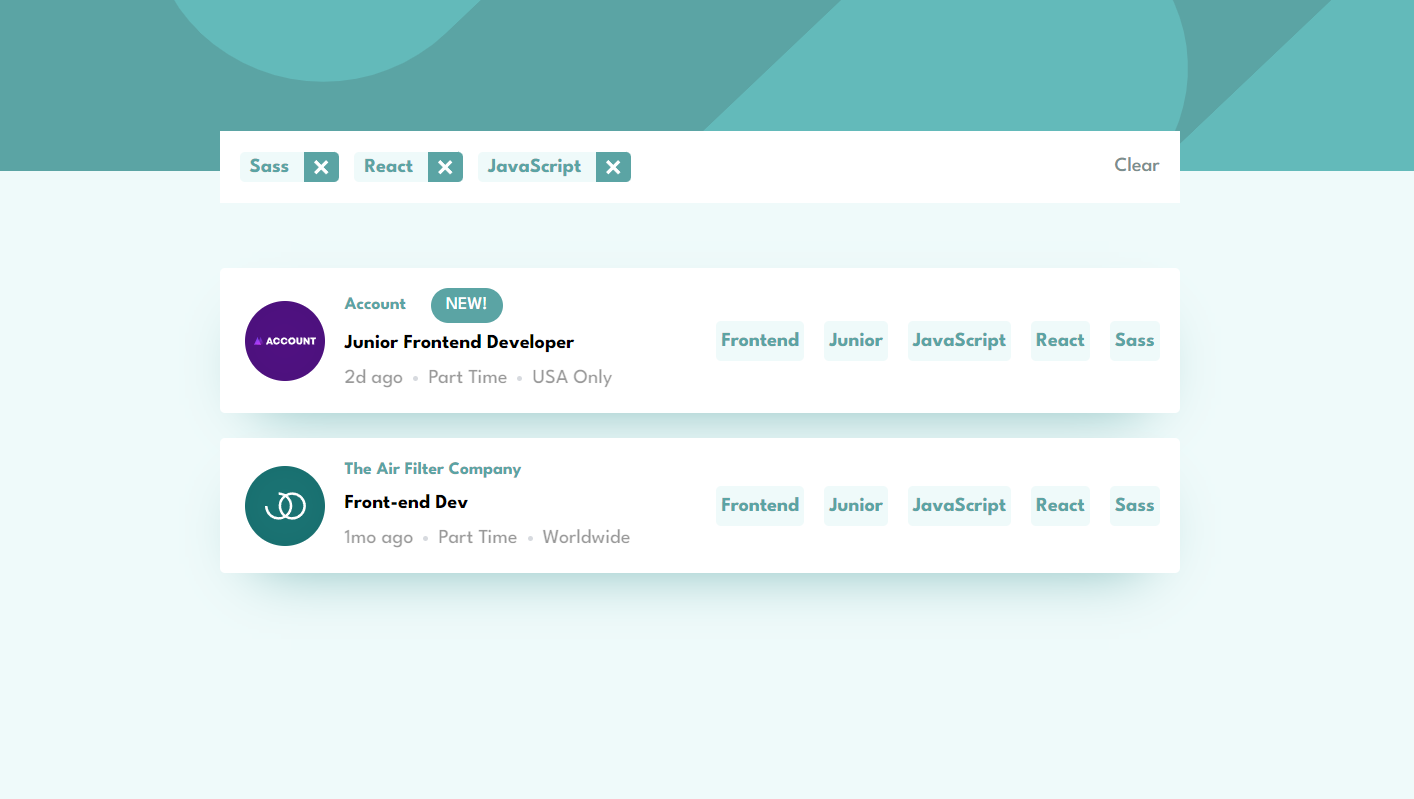 Sass React JavaScript Clear
Account NEW!
ACCOUNT
Junior Frontend Developer
2d ago • Part Time • USA Only
Frontend Junior JavaScript React Sass
The Air Filter Company
Front-end Dev
1mo ago • Part Time • Worldwide
Frontend Junior JavaScript React Sass